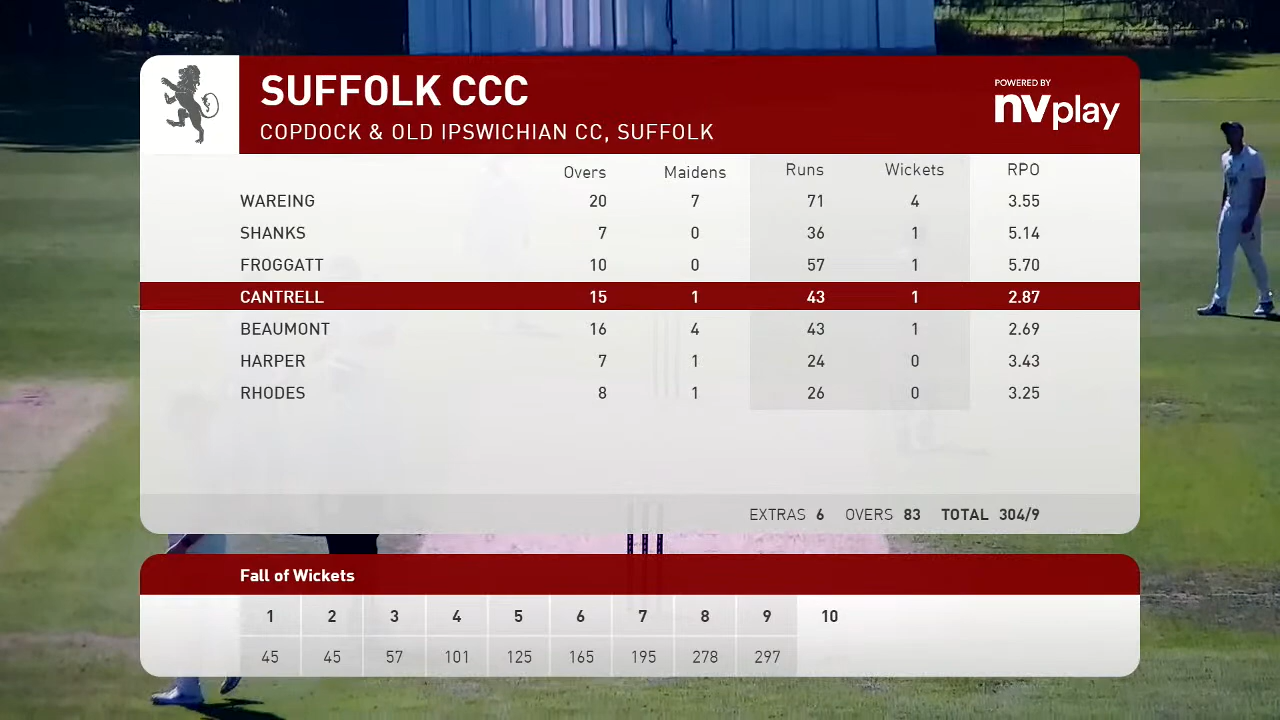 SUFFOLK CCC
COPDOCK & OLD IPSWICHIAN CC, SUFFOLK
POWERED BY
nvplay
Overs Maidens Runs Wickets RPO
WAREING 20 7 71 4 3.55
SHANKS 7 0 36 1 5.14
FROGGATT 10 0 57 1 5.70
CANTRELL 15 1 43 1 2.87
BEAUMONT 16 4 43 1 2.69
HARPER 7 1 24 0 3.43
RHODES 8 1 26 0 3.25
EXTRAS 6 OVERS 83 TOTAL 304/9
Fall of Wickets
1 2 3 4 5 6 7 8 9 10
45 45 57 101 125 165 195 278 297